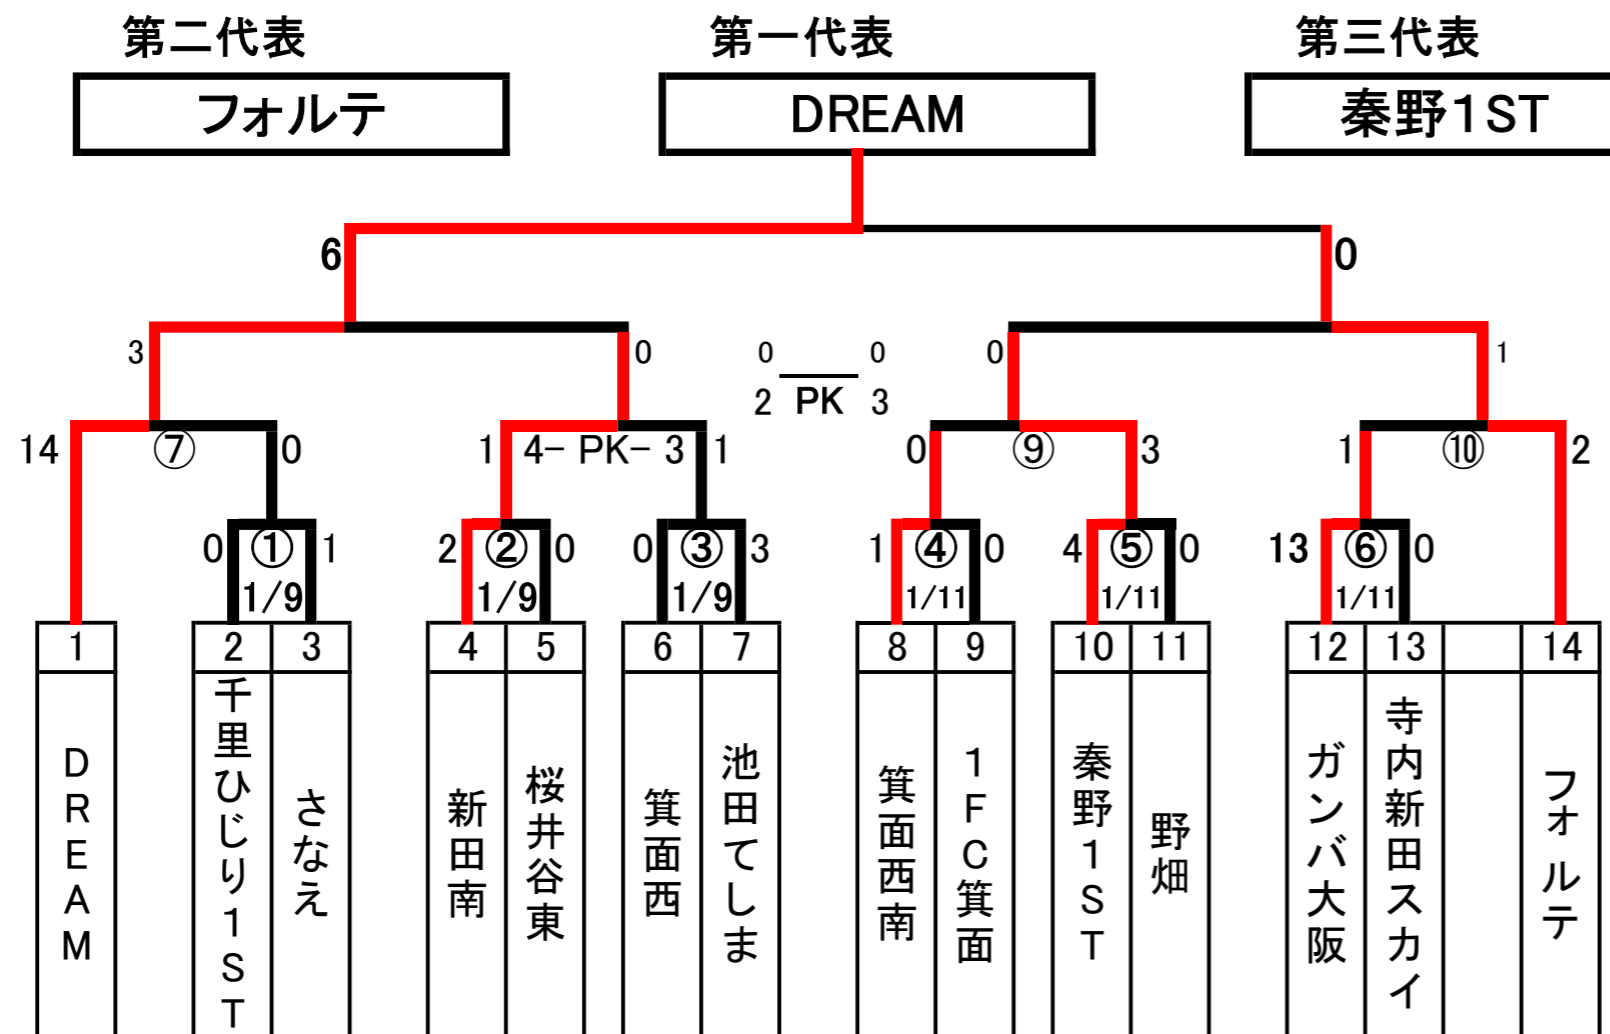 第二代表 第一代表 第三代表
フォルテ DREAM 秦野1ST
6 0
3 0 0 0 0 1
2 PK 3
14 ⑦ 0 1 4- PK- 3 1 0 ⑨ 3 1 ⑩ 2
0 ① 1 2 ② 0 0 ③ 3 1 ④ 0 4 ⑤ 0 13 ⑥ 0
1/9 1/9 1/9 1/11 1/11 1/11
1 2 3 4 5 6 7 8 9 10 11 12 13 14
DREAM
千里ひじり1ST
さなえ
新田南
桜井谷東
箕面西
池田てしま
箕面西南
1FC箕面
秦野1ST
野畑
ガンバ大阪
寺内新田スカイ
フォルテ